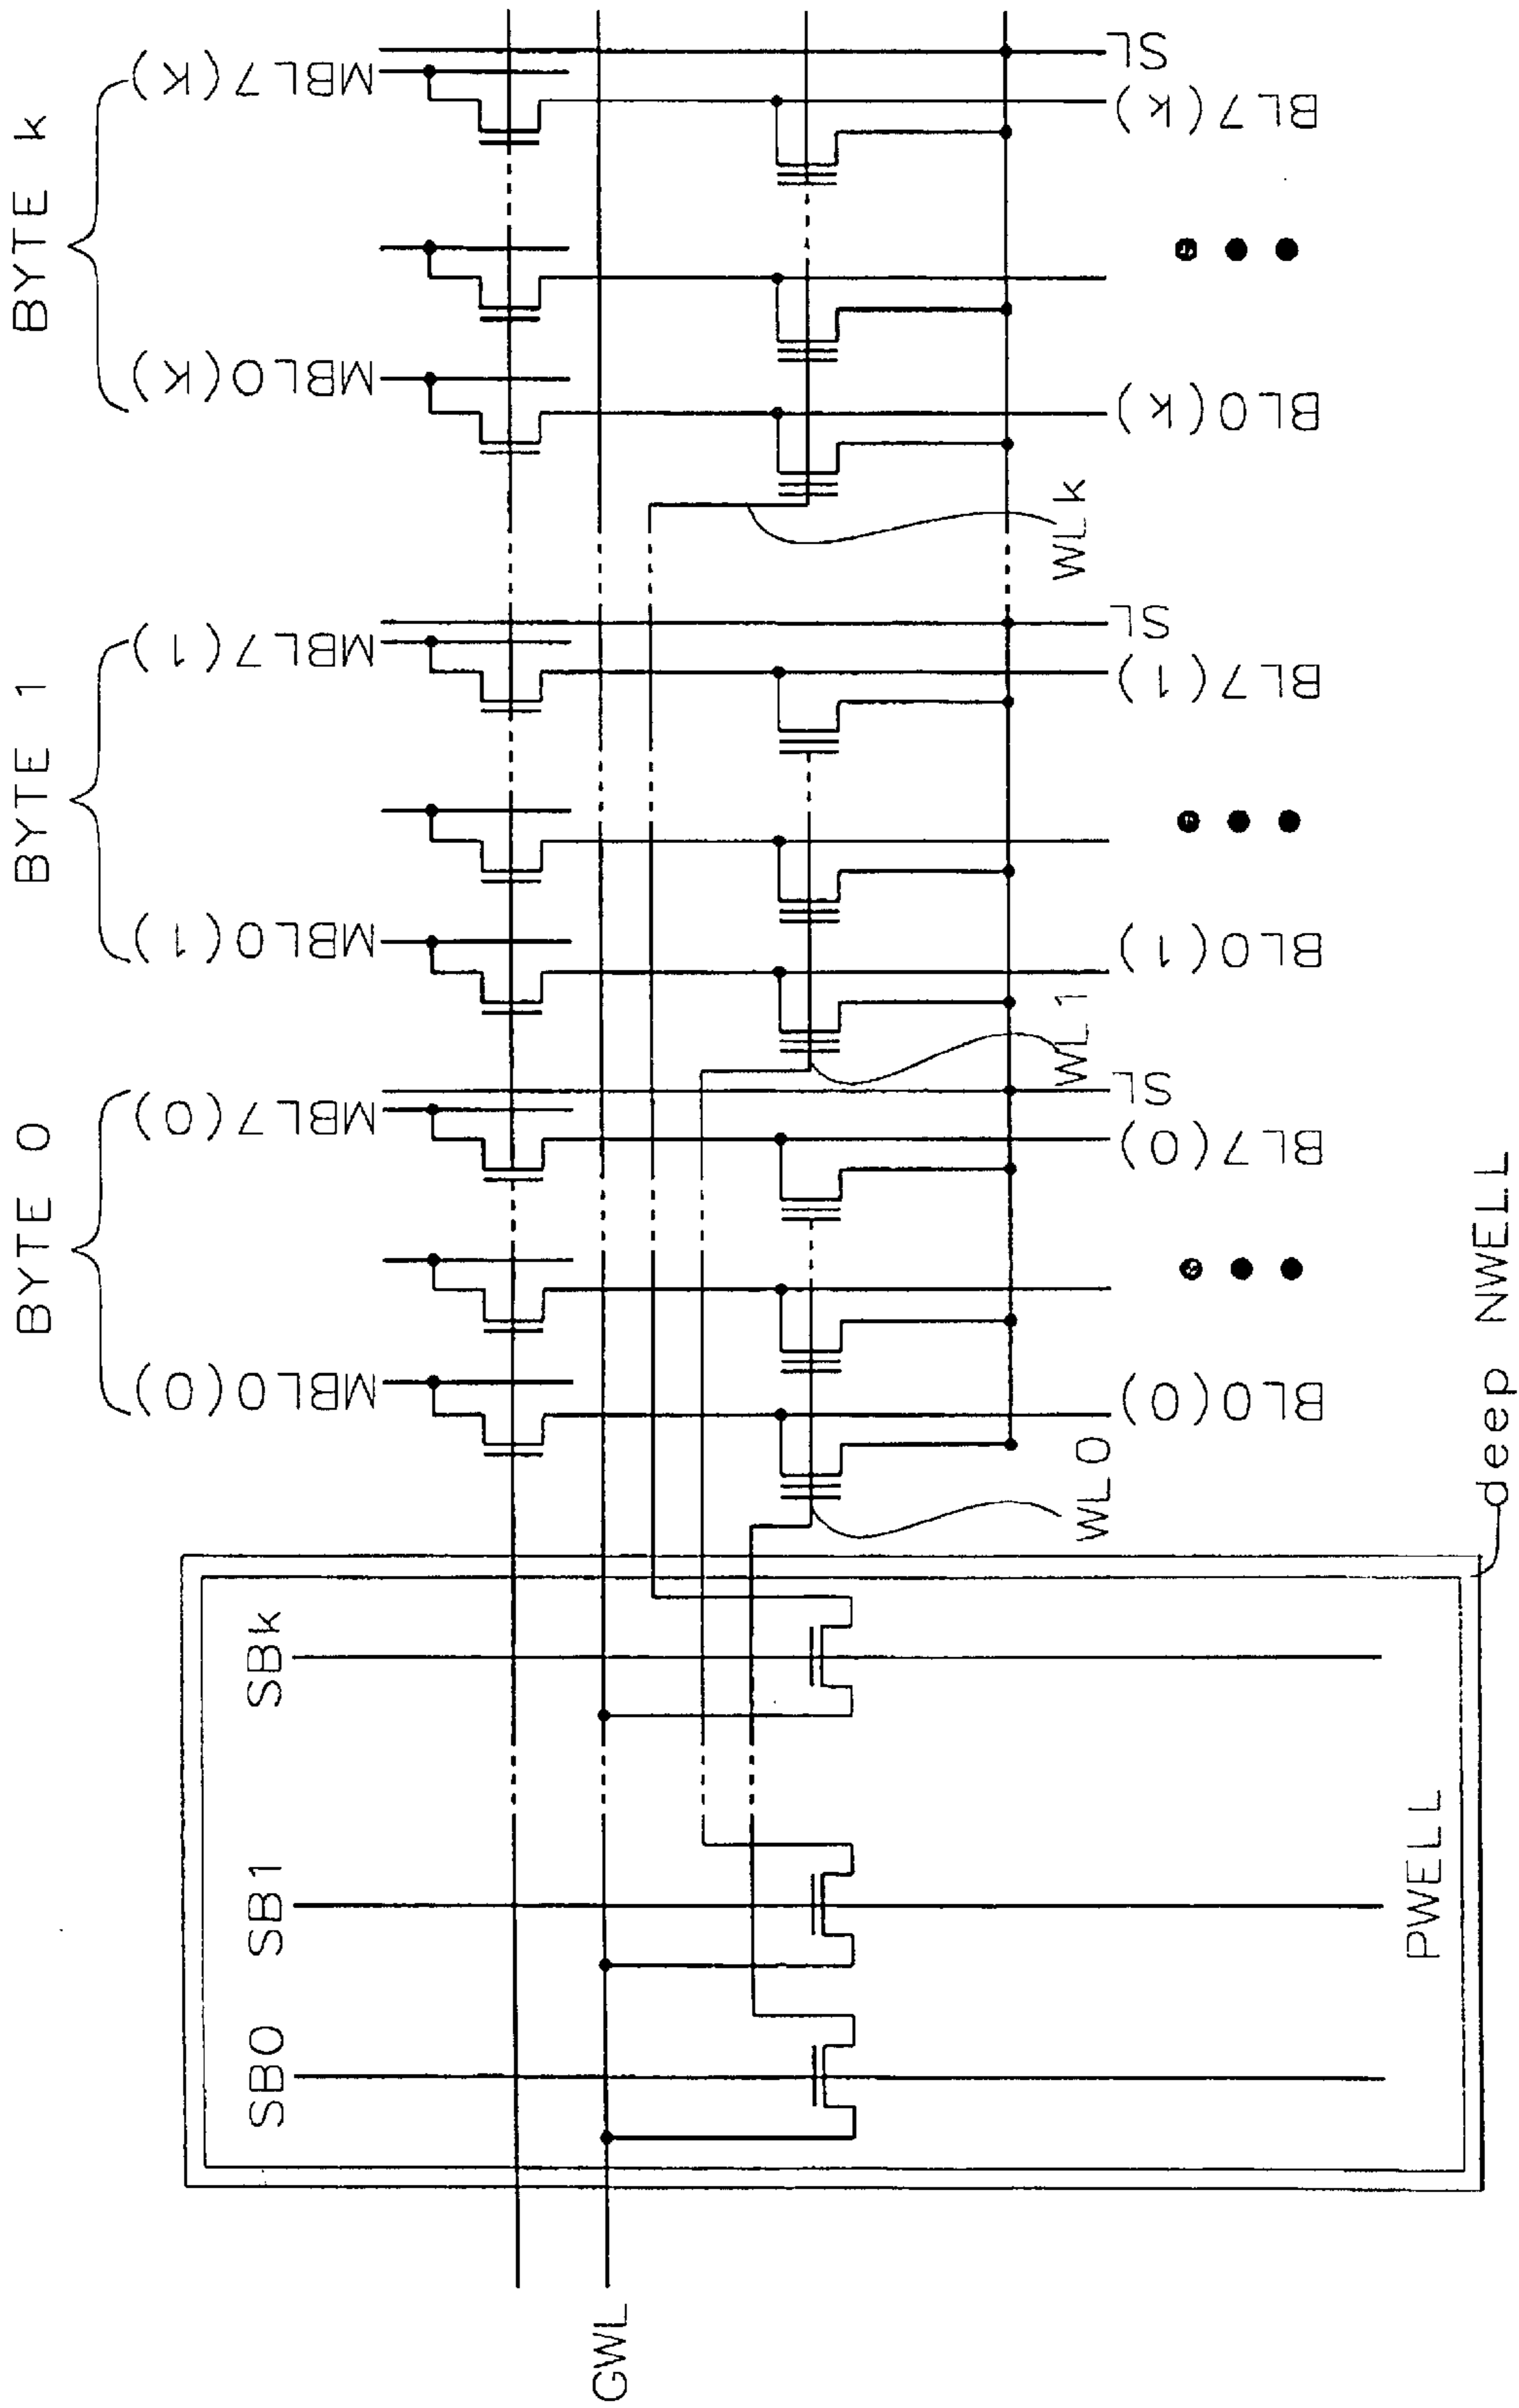 BYTE 0
BYTE 1
BYTE k
MBL0(0)
MBL7(0)
MBL0(1)
MBL7(1)
MBL0(K)
MBL7(K)
SB0
SB1
SBk
GWL
WL0
WL1
WLk
SL
SL
SL
BL0(0)
BL7(0)
BL0(1)
BL7(1)
BL0(k)
BL7(k)
PWELL
deep NWELL